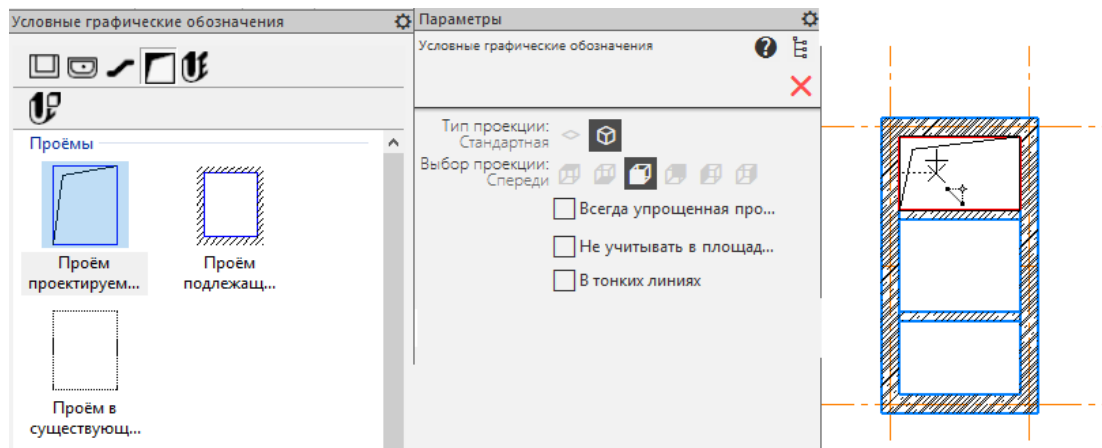 Условные графические обозначения
Проёмы
Проём
проектируем...
Проём
подлежащ...
Проём в
существующ...
Параметры
Условные графические обозначения
Тип проекции:
Стандартная
Выбор проекции:
Спереди
Всегда упрощенная про...
Не учитывать в площад...
В тонких линиях